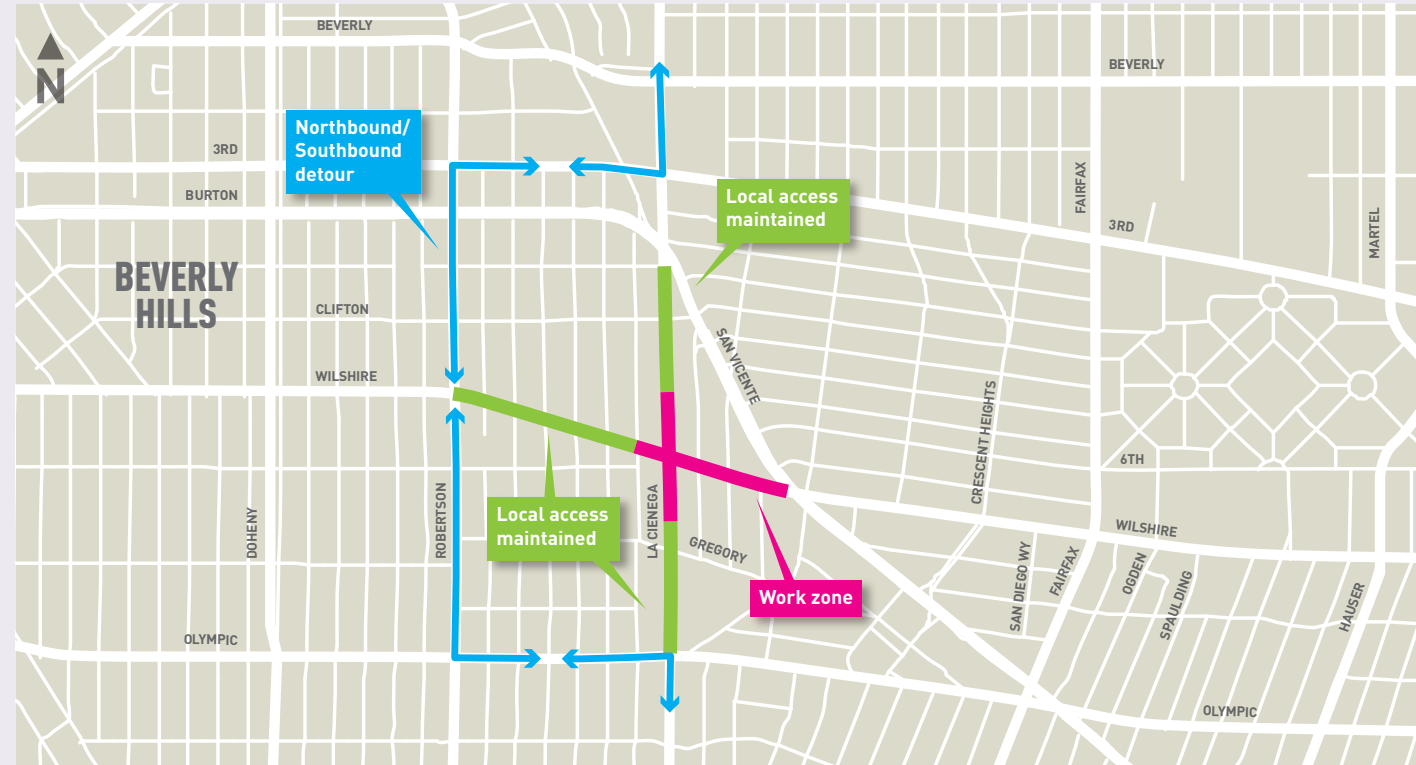 BEVERLY
BEVERLY
N
Northbound/
Southbound
detour
3RD
BURTON
Local access
maintained
FAIRFAX
3RD
MARTEL
BEVERLY
HILLS
CLIFTON
SAN VICENTE
WILSHIRE
CRESCENT HEIGHTS
6TH
ROBERTSON
DOHENY
Local access
maintained
LA CIENEGA
GREGORY
WILSHIRE
Work zone
SAN DIEGO WY
FAIRFAX
OGDEN
SPAULDING
HAUSER
OLYMPIC
OLYMPIC